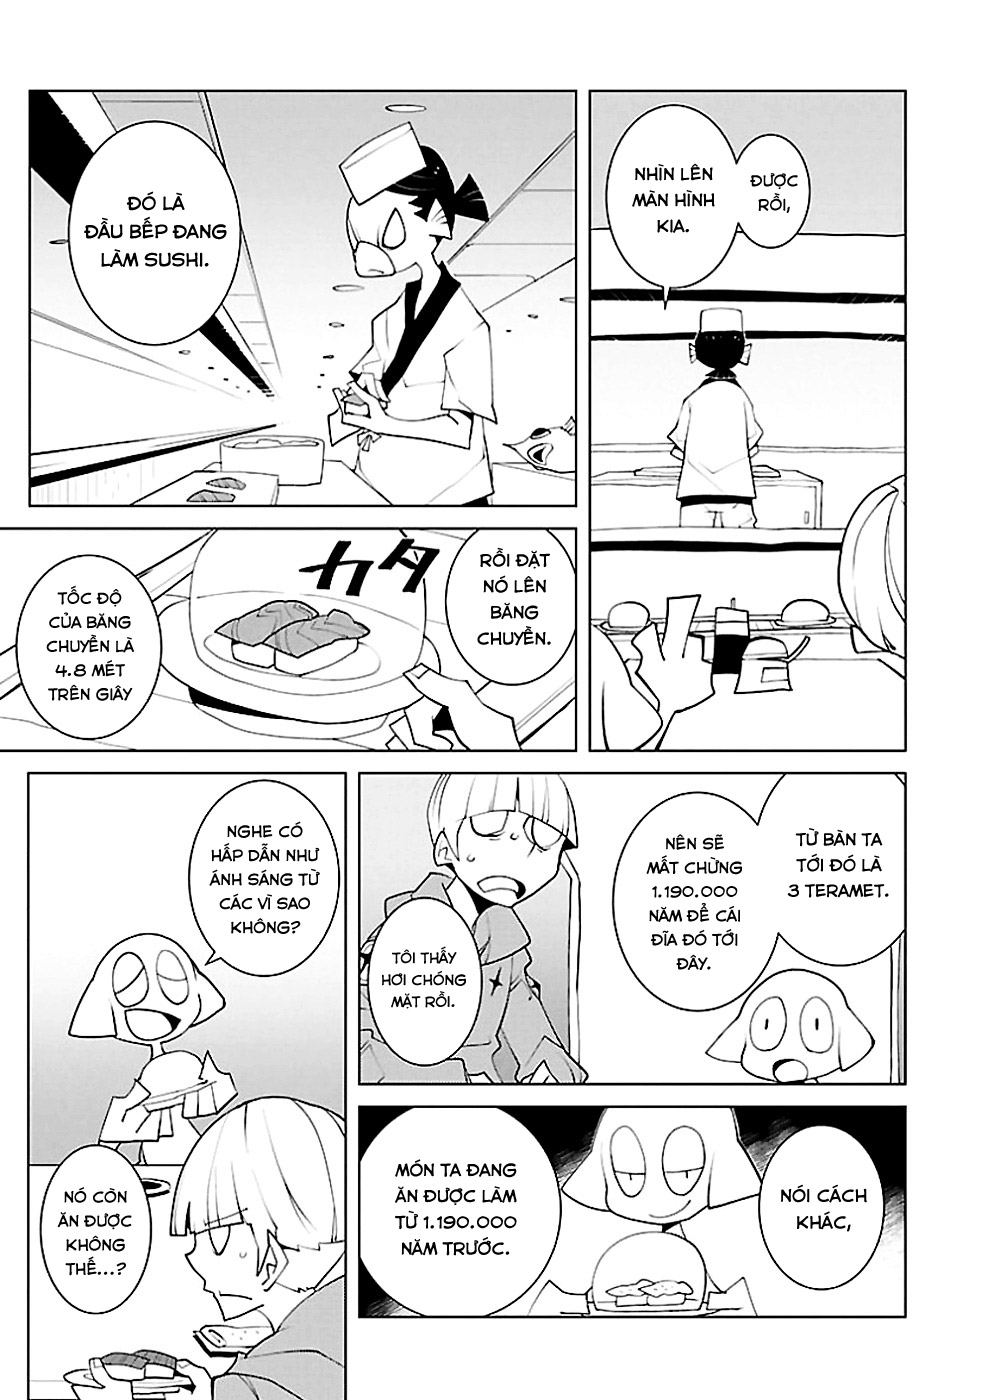 ĐƯỢC
RỒI,
NHÌN LÊN
MÀN HÌNH
KIA.
ĐÓ LÀ
ĐẦU BẾP ĐANG
LÀM SUSHI.
RỒI ĐẶT
NÓ LÊN
BĂNG
CHUYỀN.
カタ
TỐC ĐỘ
CỦA BĂNG
CHUYỀN LÀ
4.8 MÉT
TRÊN GIÂY
TỪ BÀN TA
TỚI ĐÓ LÀ
3 TERAMET.
NÊN SẼ
MẤT CHỪNG
1.190.000
NĂM ĐỂ CÁI
ĐĨA ĐÓ TỚI
ĐÂY.
TÔI THẤY
HƠI CHÓNG
MẶT RỒI.
NÓI CÁCH
KHÁC,
MÓN TA ĐANG
ĂN ĐƯỢC LÀM
TỪ 1.190.000
NĂM TRƯỚC.
NGHE CÓ
HẤP DẪN NHƯ
ÁNH SÁNG TỪ
CÁC VÌ SAO
KHÔNG?
NÓ CÒN
ĂN ĐƯỢC
KHÔNG
THẾ...?